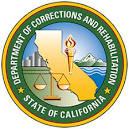 DEPARTMENT OF CORRECTIONS AND REHABILITATION
STATE OF CALIFORNIA